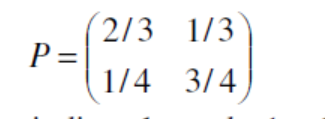 P = (2/3 1/3
1/4 3/4)